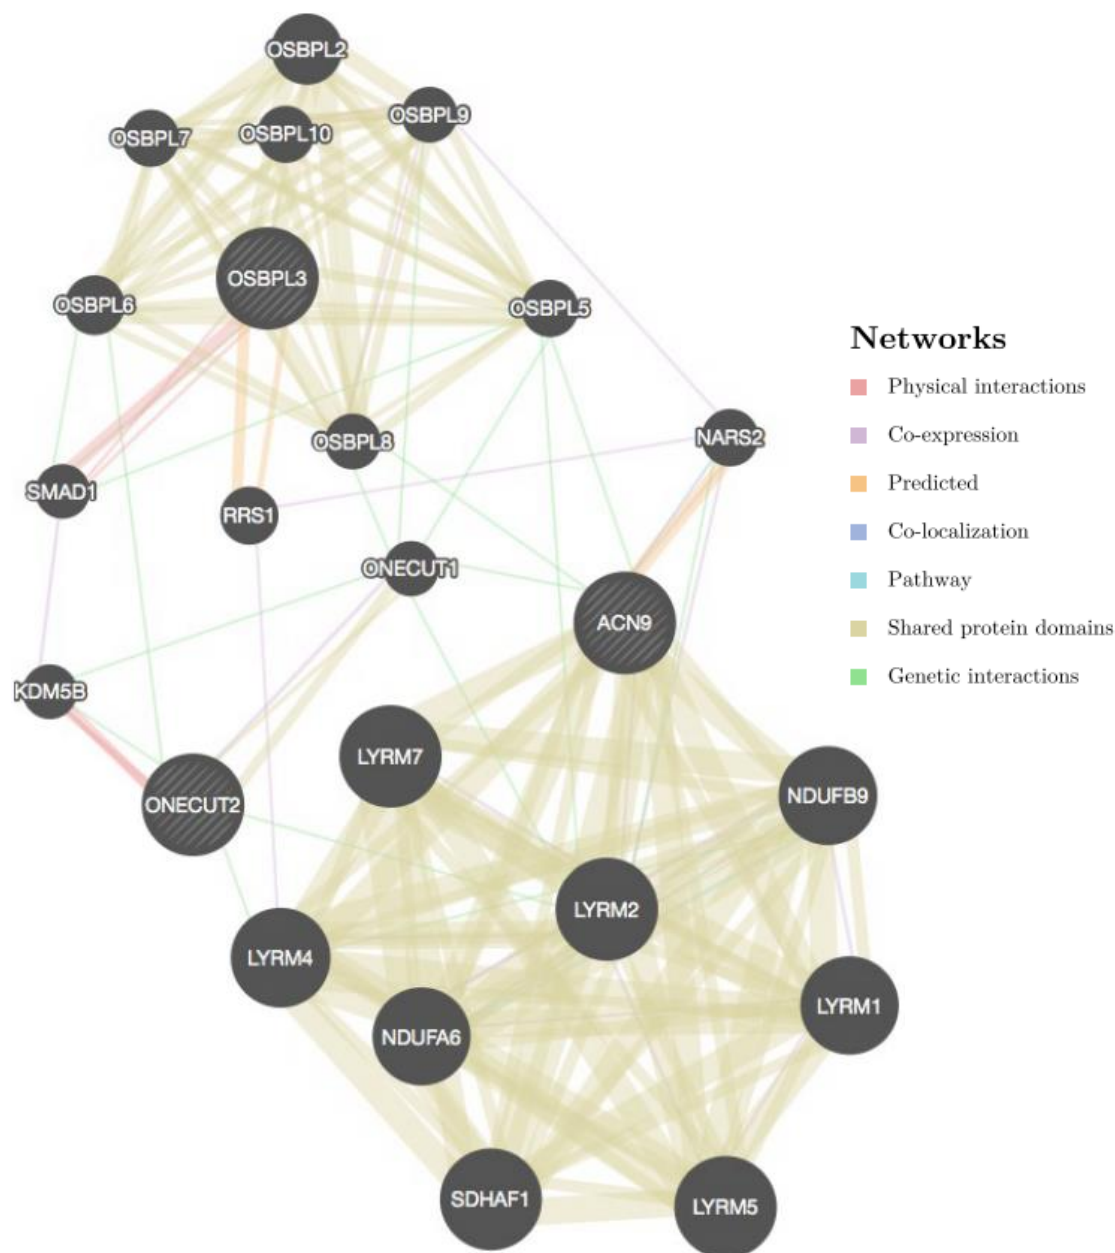 OSBPL2
OSBPL9
OSBPL7
OSBPL10
OSBPL3
OSBPL6
OSBPL5
OSBPL8
NARS2
SMAD1
RRS1
ONECUT1
ACN9
KDM5B
LYRM7
NDUFB9
ONECUT2
LYRM2
LYRM4
LYRM1
NDUFA6
SDHAF1
LYRM5
Networks
Physical interactions
Co-expression
Predicted
Co-localization
Pathway
Shared protein domains
Genetic interactions